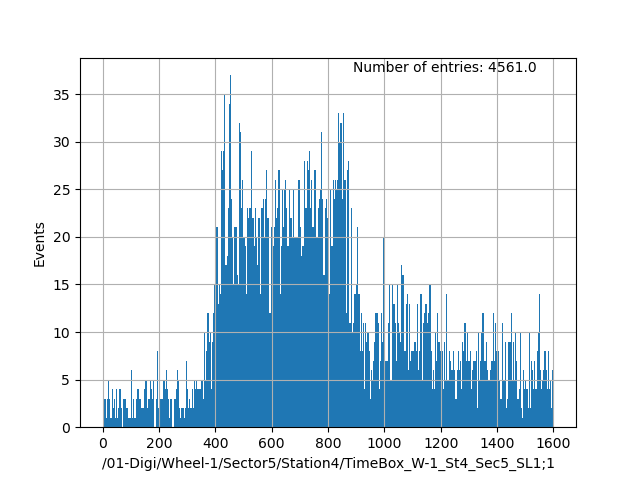 Number of entries: 4561.0
35
30
25
20
15
10
5
0
Events
0 200 400 600 800 1000 1200 1400 1600
/01-Digi/Wheel-1/Sector5/Station4/TimeBox_W-1_St4_Sec5_SL1;1